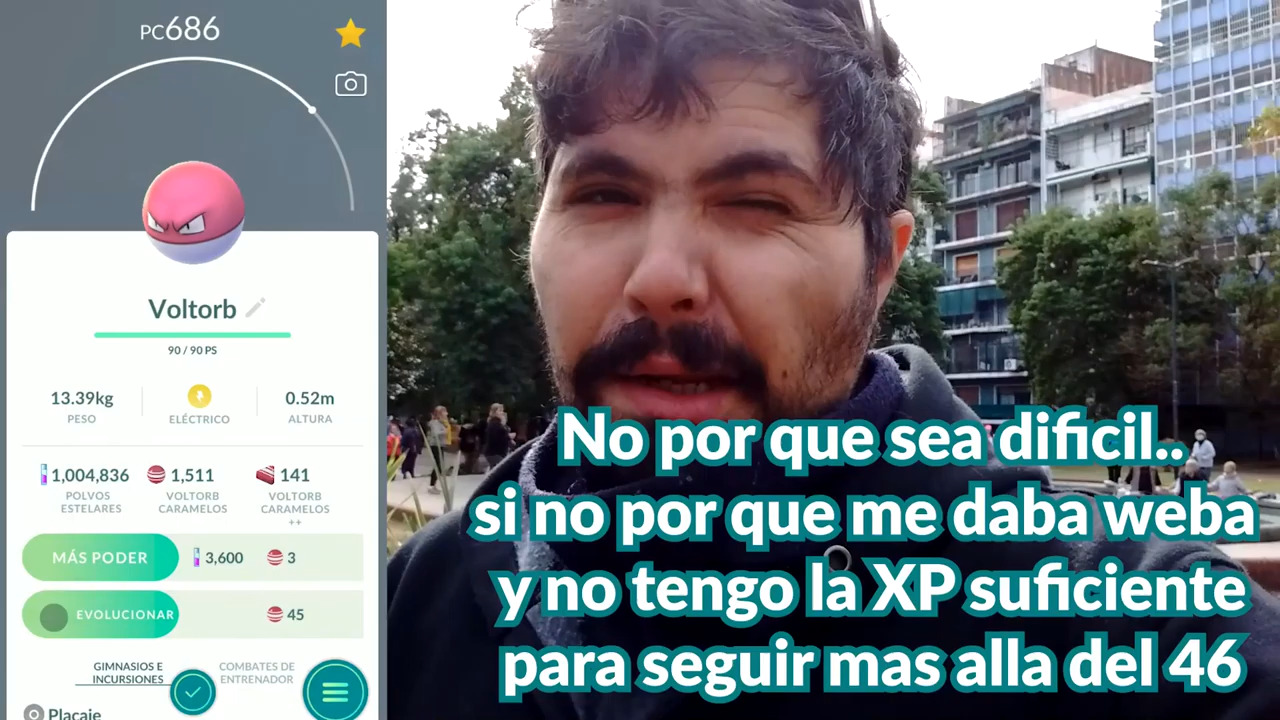 PC686
Voltorb
90 / 90 PS
13.39kg
PESO
ELÉCTRICO
0.52m
ALTURA
1,004,836
POLVOS
ESTELARES
1,511
VOLTORB
CARAMELOS
141
VOLTORB
CARAMELOS
++
MÁS PODER
3,600
3
EVOLUCIONAR
45
GIMNASIOS E
INCURSIONES
COMBATES DE
ENTRENADOR
Placaje
No por que sea dificil..
si no por que me daba weba
y no tengo la XP suficiente
para seguir mas alla del 46